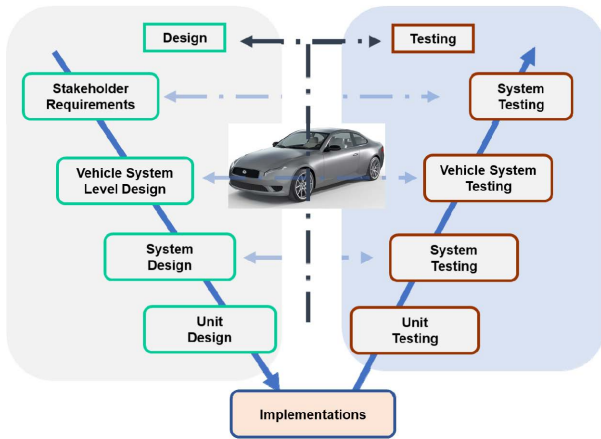 Design
Testing
Stakeholder
Requirements
System
Testing
Vehicle System
Level Design
Vehicle System
Testing
System
Design
System
Testing
Unit
Design
Unit
Testing
Implementations